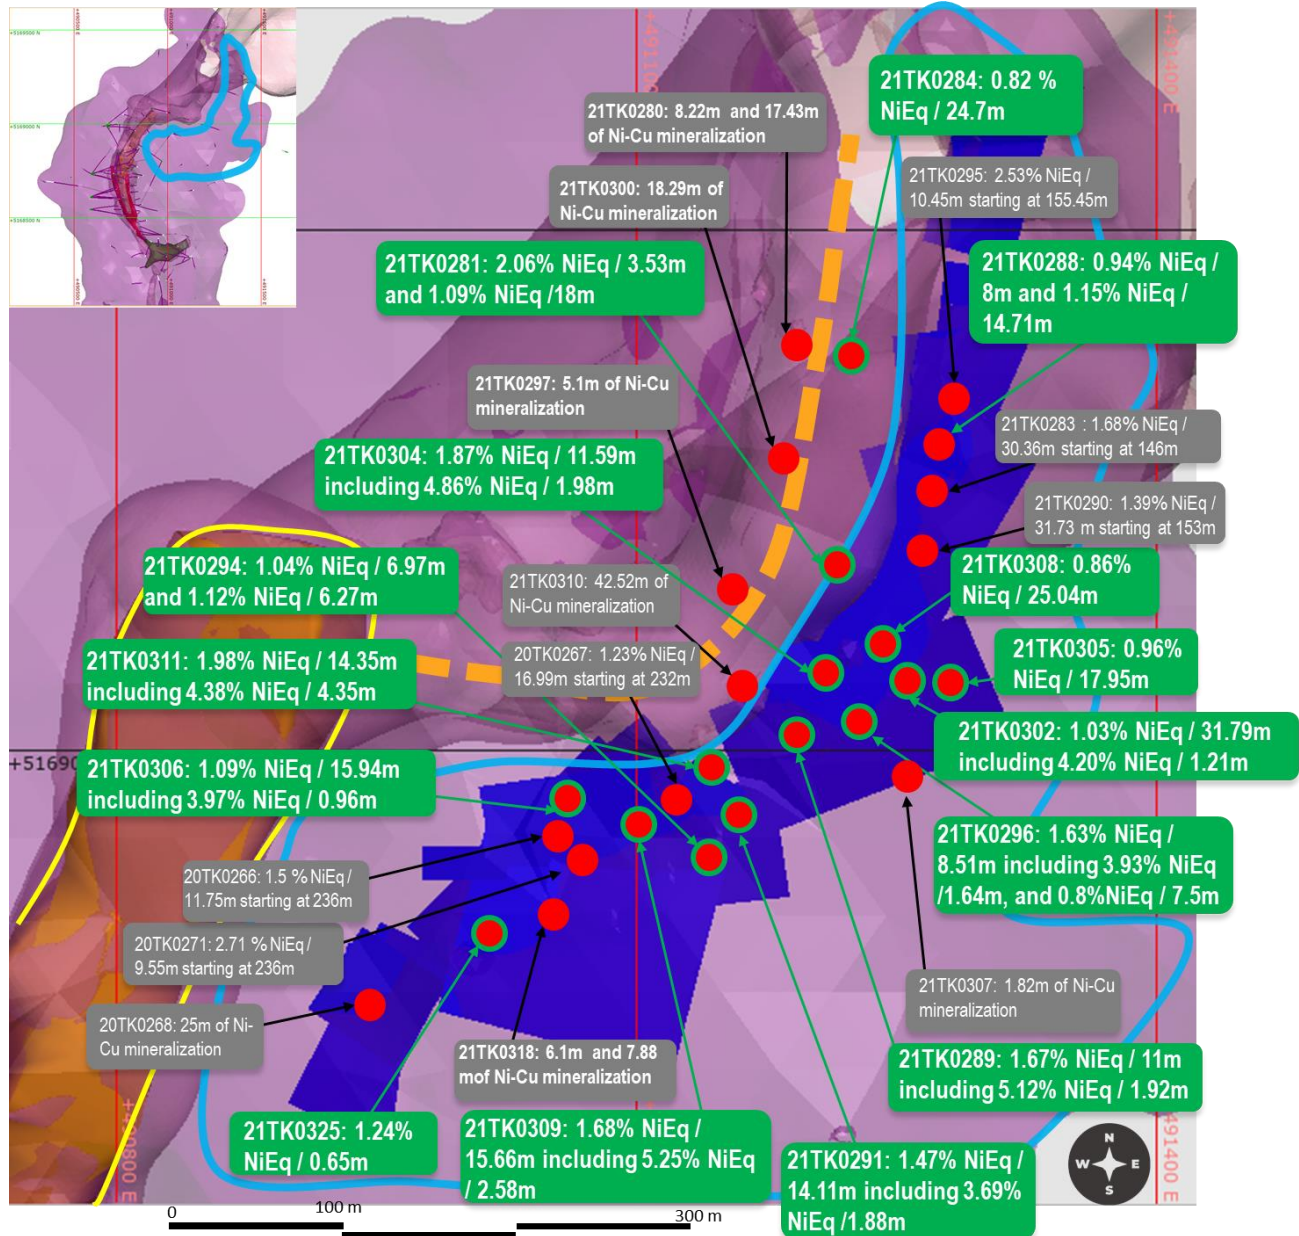 21TK0284: 0.82 %
NiEq / 24.7m
21TK0280: 8.22m and 17.43m
of Ni-Cu mineralization
21TK0295: 2.53% NiEq /
10.45m starting at 155.45m
21TK0300: 18.29m of
Ni-Cu mineralization
21TK0281: 2.06% NiEq / 3.53m
and 1.09% NiEq /18m
21TK0288: 0.94% NiEq /
8m and 1.15% NiEq /
14.71m
21TK0297: 5.1m of Ni-Cu
mineralization
21TK0283 : 1.68% NiEq /
30.36m starting at 146m
21TK0304: 1.87% NiEq / 11.59m
including 4.86% NiEq / 1.98m
21TK0290: 1.39% NiEq /
31.73 m starting at 153m
21TK0294: 1.04% NiEq / 6.97m
and 1.12% NiEq / 6.27m
21TK0310: 42.52m of
Ni-Cu mineralization
21TK0308: 0.86%
NiEq / 25.04m
21TK0311: 1.98% NiEq / 14.35m
including 4.38% NiEq / 4.35m
20TK0267: 1.23% NiEq /
16.99m starting at 232m
21TK0305: 0.96%
NiEq / 17.95m
21TK0302: 1.03% NiEq / 31.79m
including 4.20% NiEq / 1.21m
+5169
21TK0306: 1.09% NiEq / 15.94m
including 3.97% NiEq / 0.96m
21TK0296: 1.63% NiEq /
8.51m including 3.93% NiEq
/1.64m, and 0.8%NiEq / 7.5m
20TK0266: 1.5 % NiEq /
11.75m starting at 236m
20TK0271: 2.71 % NiEq /
9.55m starting at 236m
21TK0307: 1.82m of Ni-Cu
mineralization
20TK0268: 25m of Ni-
Cu mineralization
21TK0318: 6.1m and 7.88
mof Ni-Cu mineralization
21TK0289: 1.67% NiEq / 11m
including 5.12% NiEq / 1.92m
21TK0325: 1.24%
NiEq / 0.65m
21TK0309: 1.68% NiEq /
15.66m including 5.25% NiEq
/ 2.58m
21TK0291: 1.47% NiEq /
14.11m including 3.69%
NiEq /1.88m
+491400 E
+490800 E
491400 E
N
W E
S
0 100 m 300 m